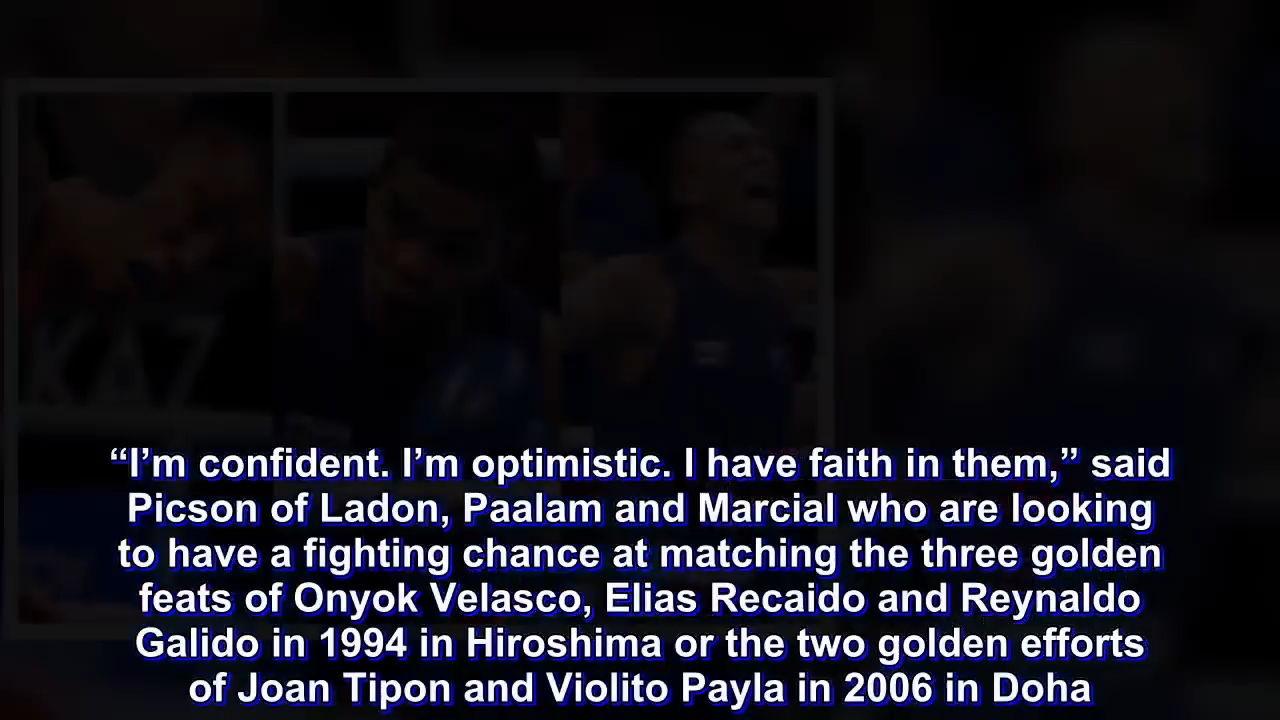 “I’m confident. I’m optimistic. I have faith in them,” said
Picson of Ladon, Paalam and Marcial who are looking
to have a fighting chance at matching the three golden
feats of Onyok Velasco, Elias Recaido and Reynaldo
Galido in 1994 in Hiroshima or the two golden efforts
of Joan Tipon and Violito Payla in 2006 in Doha
KAZ